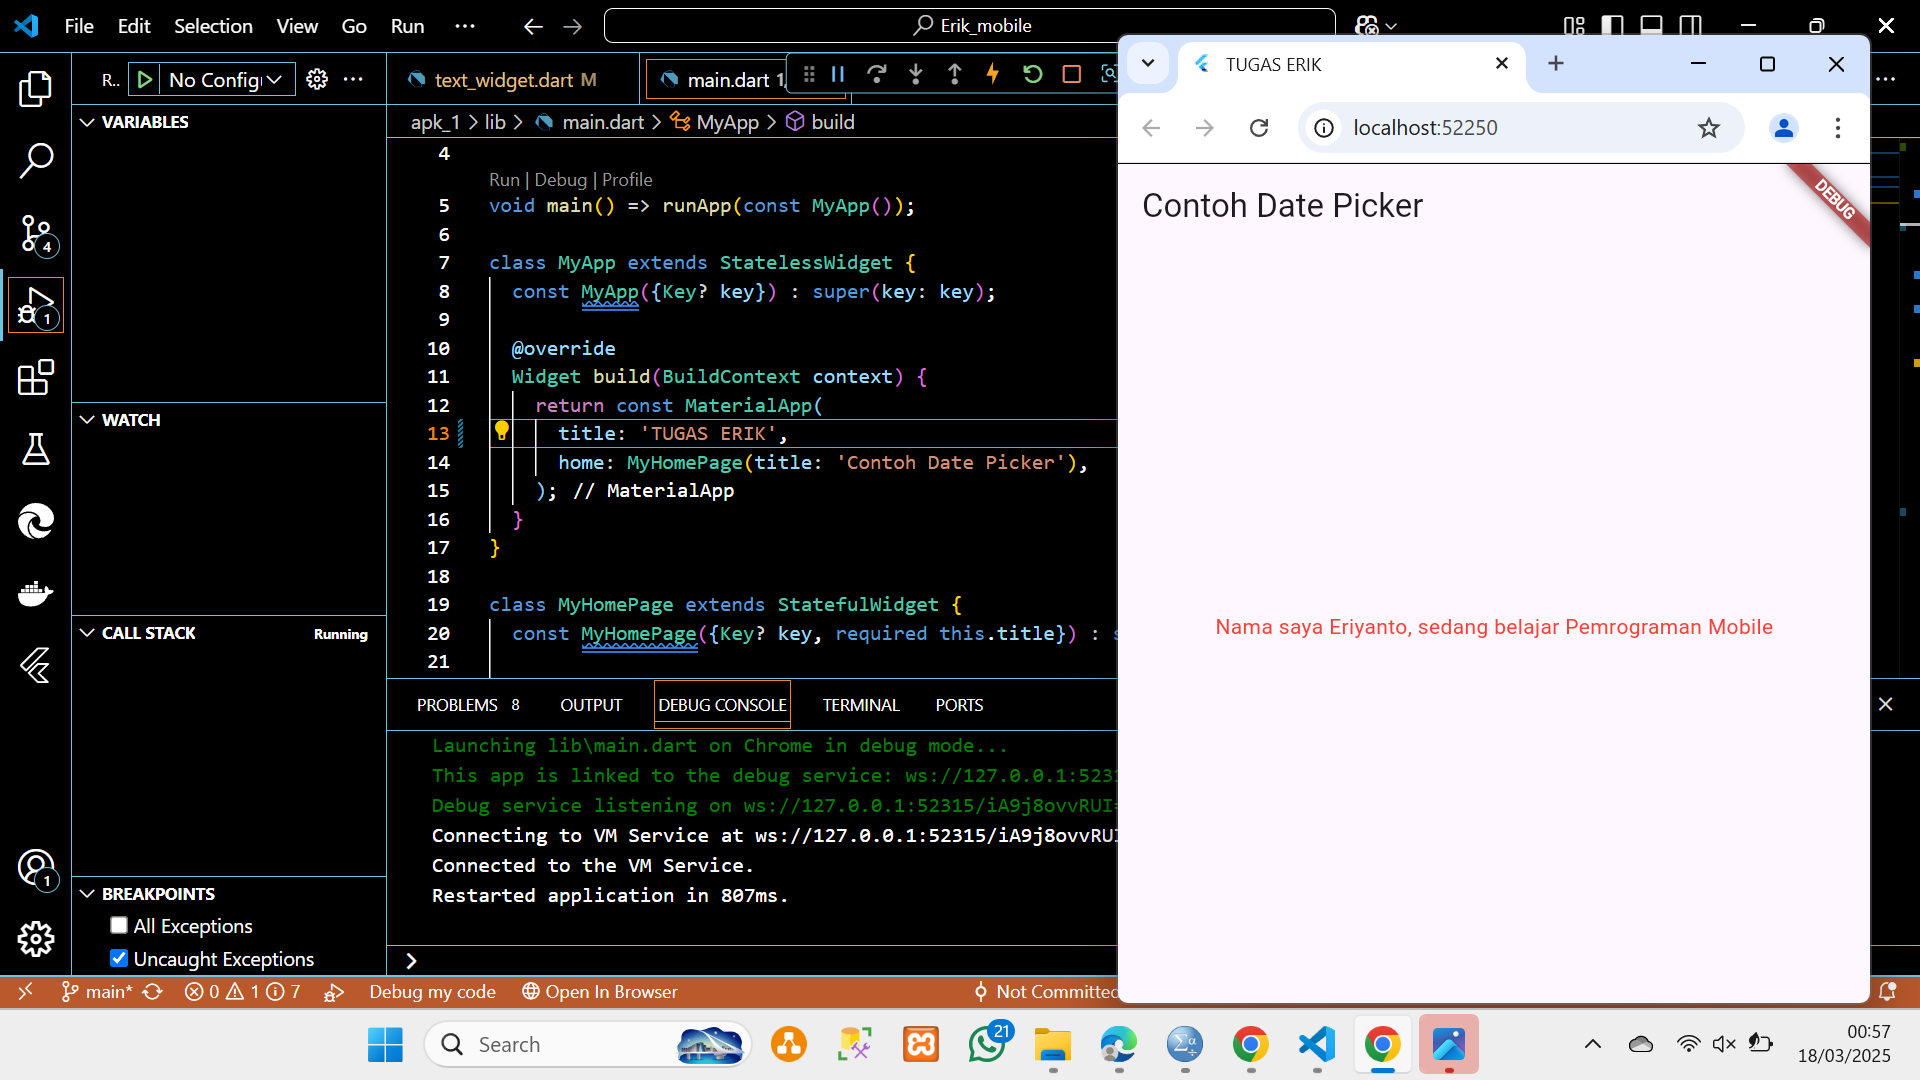 File Edit Selection View Go Run ···
Erik_mobile
R.. No Config ···
text_widget.dart M
main.dart 1,
VARIABLES
WATCH
CALL STACK Running
BREAKPOINTS
All Exceptions
Uncaught Exceptions
4
1
1
apk_1 > lib > main.dart > MyApp > build
4
Run | Debug | Profile
5 void main() => runApp(const MyApp());
6
7 class MyApp extends StatelessWidget {
8 const MyApp({Key? key}) : super(key: key);
9
10 @override
11 Widget build(BuildContext context) {
12 return const MaterialApp(
13 title: 'TUGAS ERIK',
14 home: MyHomePage(title: 'Contoh Date Picker'),
15 ); // MaterialApp
16 }
17 }
18
19 class MyHomePage extends StatefulWidget {
20 const MyHomePage({Key? key, required this.title}) : s
21
PROBLEMS 8 OUTPUT DEBUG CONSOLE TERMINAL PORTS
Launching lib\main.dart on Chrome in debug mode...
This app is linked to the debug service: ws://127.0.0.1:5231
Debug service listening on ws://127.0.0.1:52315/iA9j8ovvRUI=
Connecting to VM Service at ws://127.0.0.1:52315/iA9j8ovvRUI
Connected to the VM Service.
Restarted application in 807ms.
>
main* 0 1 7 Debug my code Open In Browser Not Committed
TUGAS ERIK
localhost:52250
Contoh Date Picker
DEBUG
Nama saya Eriyanto, sedang belajar Pemrograman Mobile
Search
21
00:57
18/03/2025